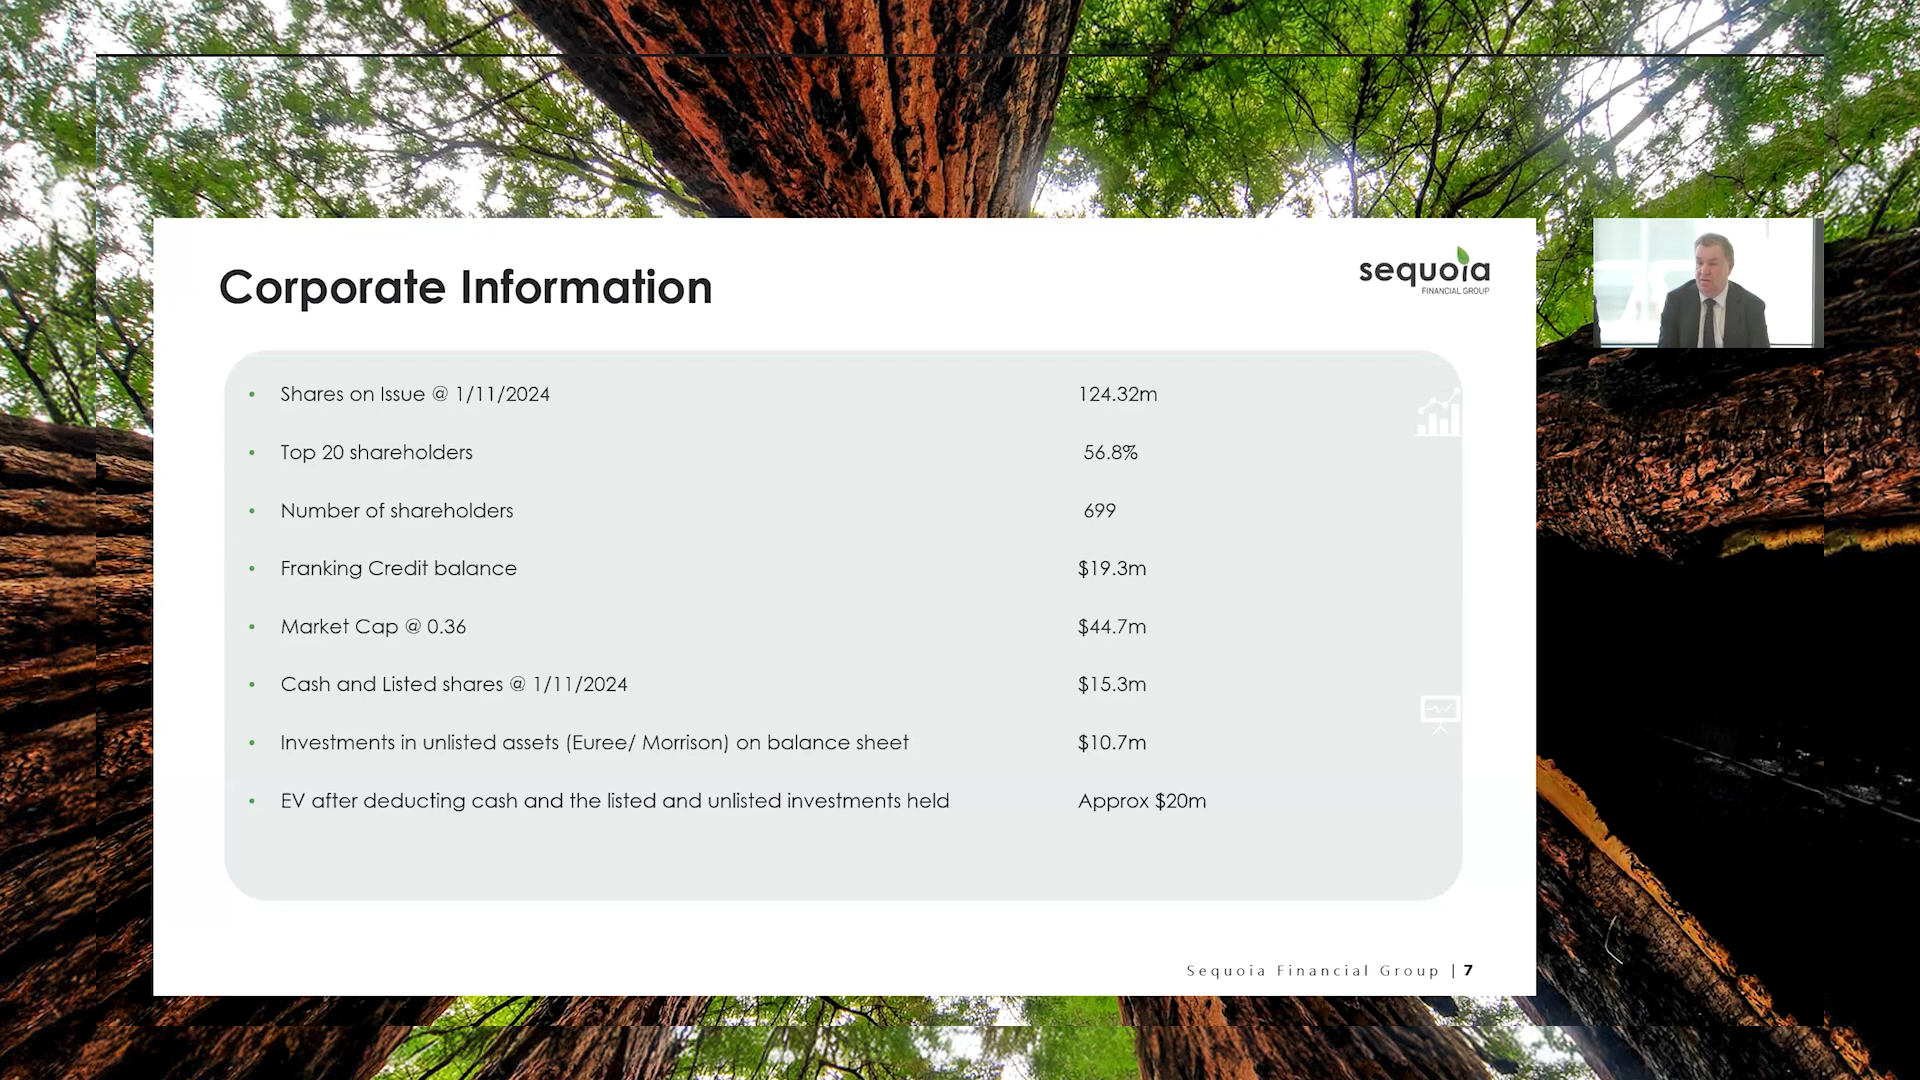 Corporate Information
sequoia
FINANCIAL GROUP
• Shares on Issue @ 1/11/2024 124.32m
• Top 20 shareholders 56.8%
• Number of shareholders 699
• Franking Credit balance $19.3m
• Market Cap @ 0.36 $44.7m
• Cash and Listed shares @ 1/11/2024 $15.3m
• Investments in unlisted assets (Euree/ Morrison) on balance sheet $10.7m
• EV after deducting cash and the listed and unlisted investments held Approx $20m
Sequoia Financial Group | 7